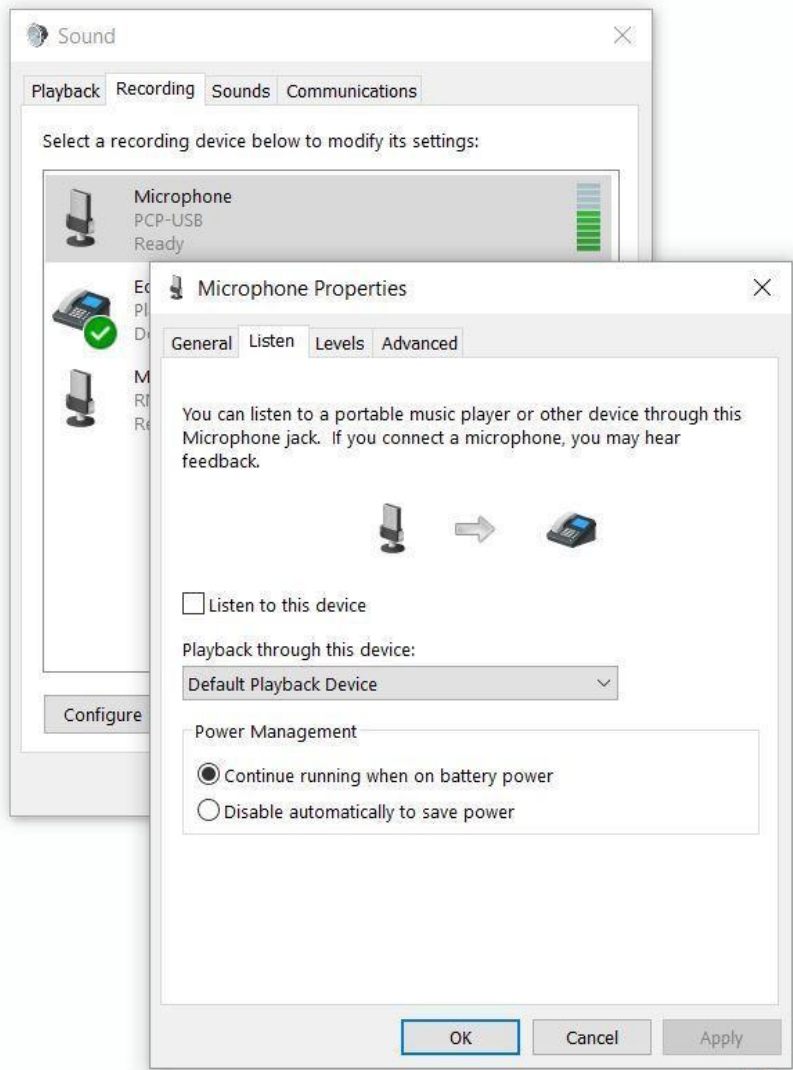 Sound
Playback Recording Sounds Communications
Select a recording device below to modify its settings:
Microphone
PCP-USB
Ready
Microphone Properties
General Listen Levels Advanced
You can listen to a portable music player or other device through this
Microphone jack.  If you connect a microphone, you may hear
feedback.
Listen to this device
Playback through this device:
Default Playback Device
Power Management
Continue running when on battery power
Disable automatically to save power
Configure
OK Cancel Apply